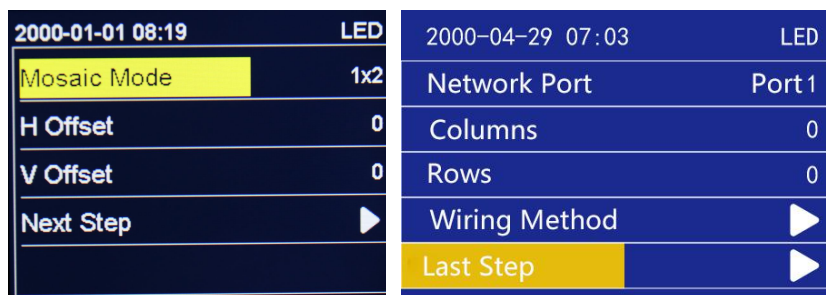 2000-01-01 08:19 LED
Mosaic Mode 1x2
H Offset 0
V Offset 0
Next Step
2000-04-29 07:03 LED
Network Port Port1
Columns 0
Rows 0
Wiring Method
Last Step